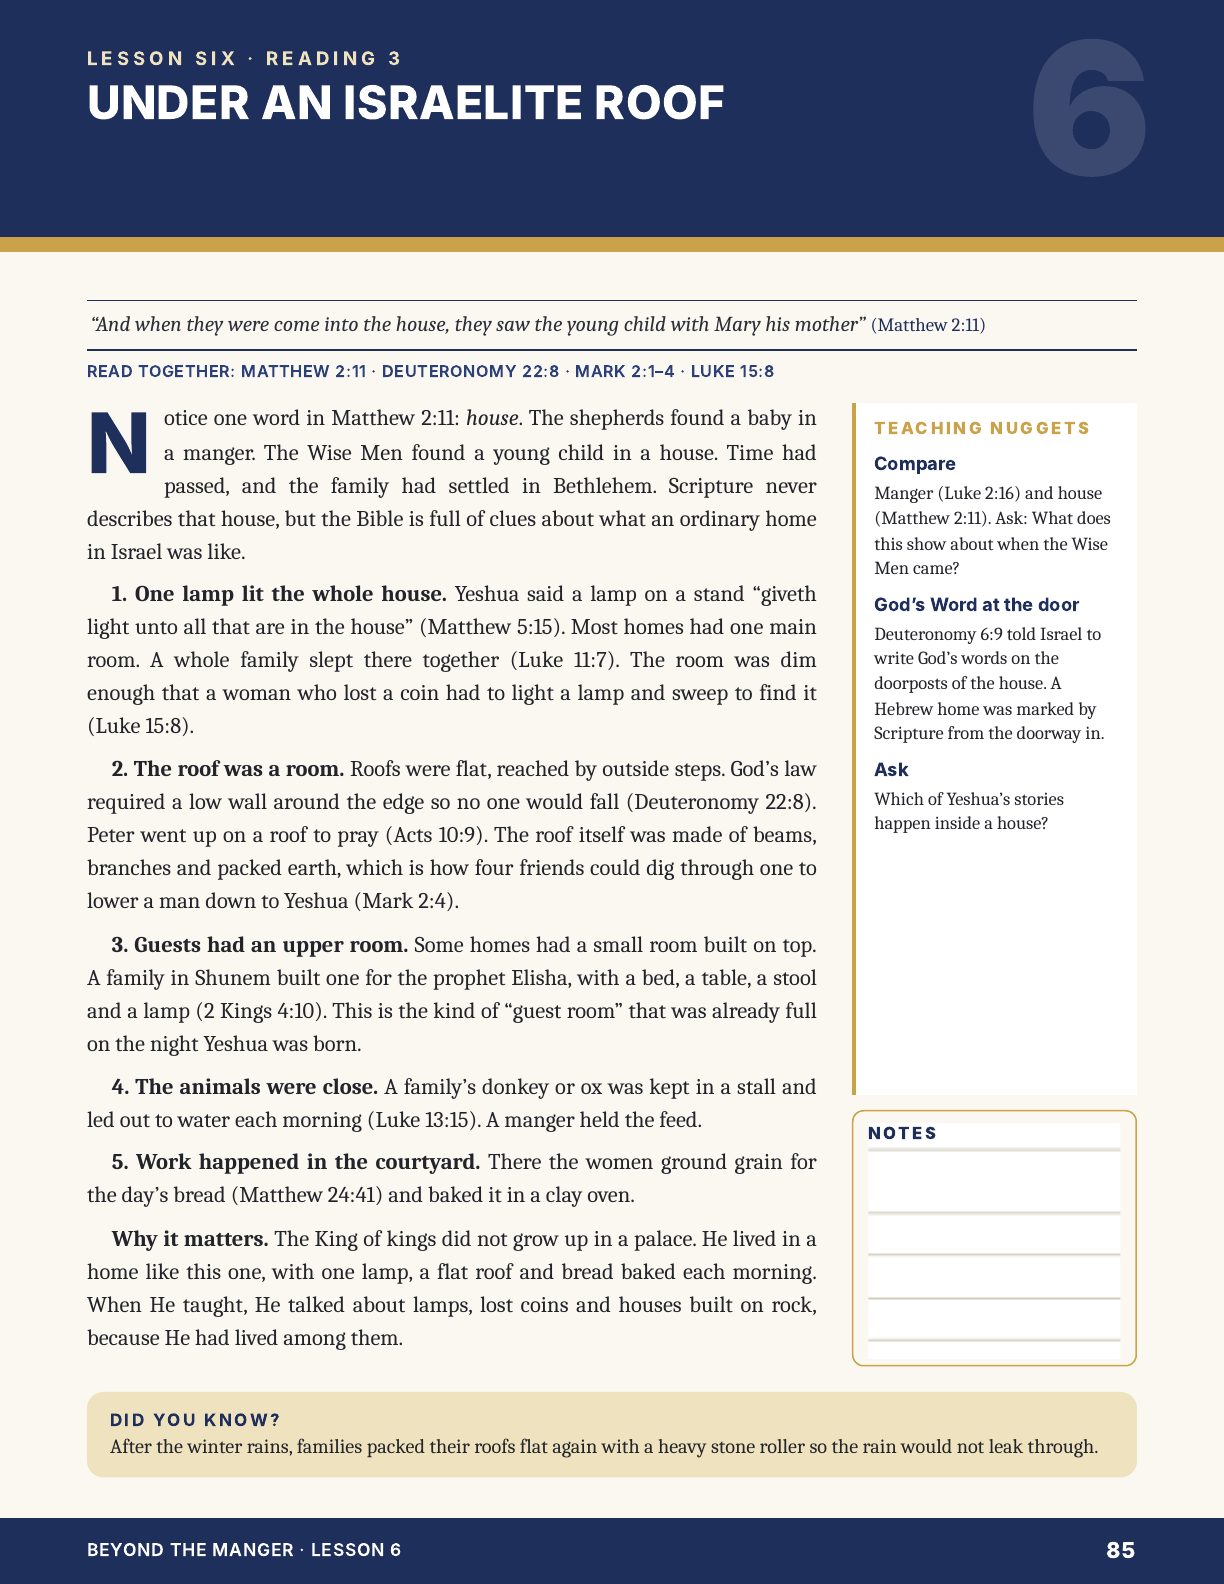 LESSON SIX · READING 3
UNDER AN ISRAELITE ROOF
6
“And when they were come into the house, they saw the young child with Mary his mother” (Matthew 2:11)
READ TOGETHER: MATTHEW 2:11 · DEUTERONOMY 22:8 · MARK 2:1–4 · LUKE 15:8
Notice one word in Matthew 2:11: house. The shepherds found a baby in
a manger. The Wise Men found a young child in a house. Time had
passed, and the family had settled in Bethlehem. Scripture never
describes that house, but the Bible is full of clues about what an ordinary home
in Israel was like.
1. One lamp lit the whole house. Yeshua said a lamp on a stand “giveth
light unto all that are in the house” (Matthew 5:15). Most homes had one main
room. A whole family slept there together (Luke 11:7). The room was dim
enough that a woman who lost a coin had to light a lamp and sweep to find it
(Luke 15:8).
2. The roof was a room. Roofs were flat, reached by outside steps. God’s law
required a low wall around the edge so no one would fall (Deuteronomy 22:8).
Peter went up on a roof to pray (Acts 10:9). The roof itself was made of beams,
branches and packed earth, which is how four friends could dig through one to
lower a man down to Yeshua (Mark 2:4).
3. Guests had an upper room. Some homes had a small room built on top.
A family in Shunem built one for the prophet Elisha, with a bed, a table, a stool
and a lamp (2 Kings 4:10). This is the kind of “guest room” that was already full
on the night Yeshua was born.
4. The animals were close. A family’s donkey or ox was kept in a stall and
led out to water each morning (Luke 13:15). A manger held the feed.
5. Work happened in the courtyard. There the women ground grain for
the day’s bread (Matthew 24:41) and baked it in a clay oven.
Why it matters. The King of kings did not grow up in a palace. He lived in a
home like this one, with one lamp, a flat roof and bread baked each morning.
When He taught, He talked about lamps, lost coins and houses built on rock,
because He had lived among them.
TEACHING NUGGETS
Compare
Manger (Luke 2:16) and house
(Matthew 2:11). Ask: What does
this show about when the Wise
Men came?
God’s Word at the door
Deuteronomy 6:9 told Israel to
write God’s words on the
doorposts of the house. A
Hebrew home was marked by
Scripture from the doorway in.
Ask
Which of Yeshua’s stories
happen inside a house?
NOTES
DID YOU KNOW?
After the winter rains, families packed their roofs flat again with a heavy stone roller so the rain would not leak through.
BEYOND THE MANGER · LESSON 6
85